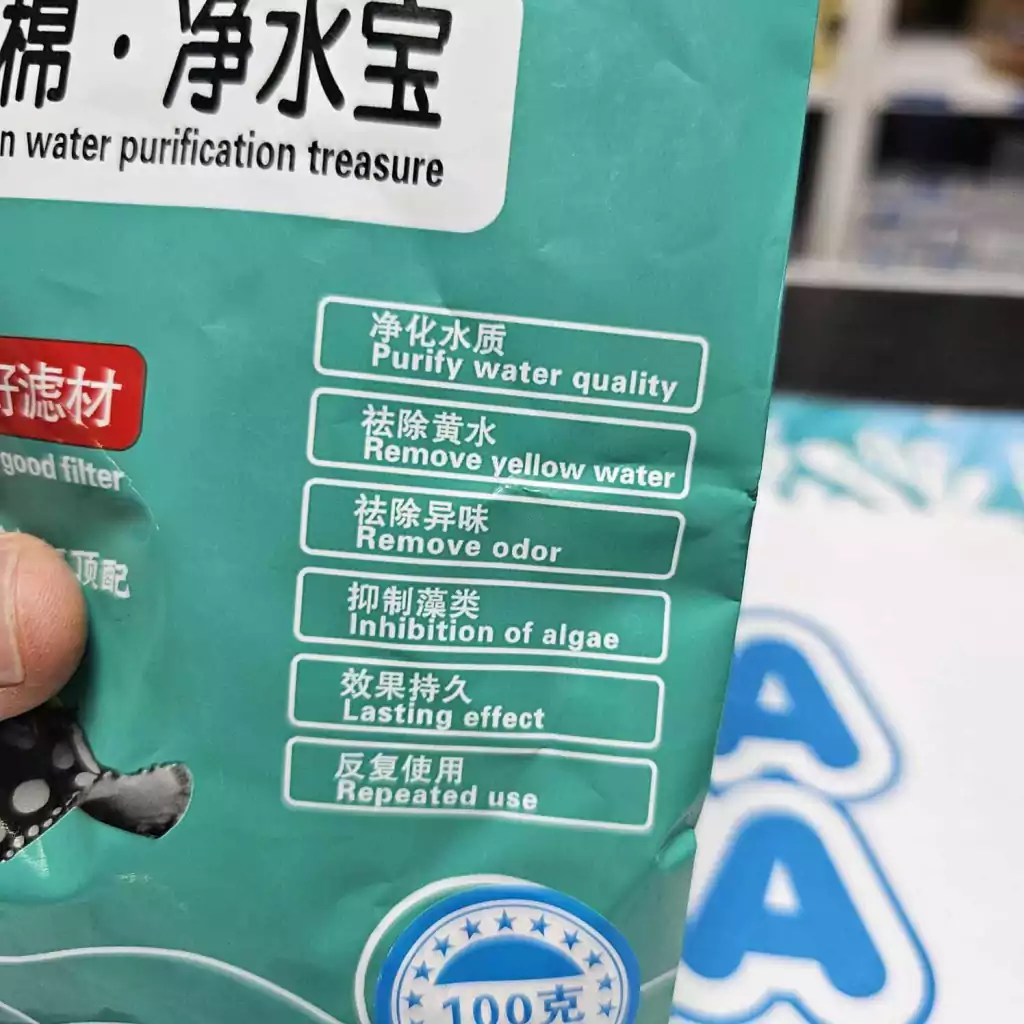 棉·净水宝
n water purification treasure
净化水质
Purify water quality
好滤材
祛除黄水
Remove yellow water
good filter
祛除异味
Remove odor
顶配
抑制藻类
Inhibition of algae
效果持久
Lasting effect
反复使用
Repeated use
100克
A
A